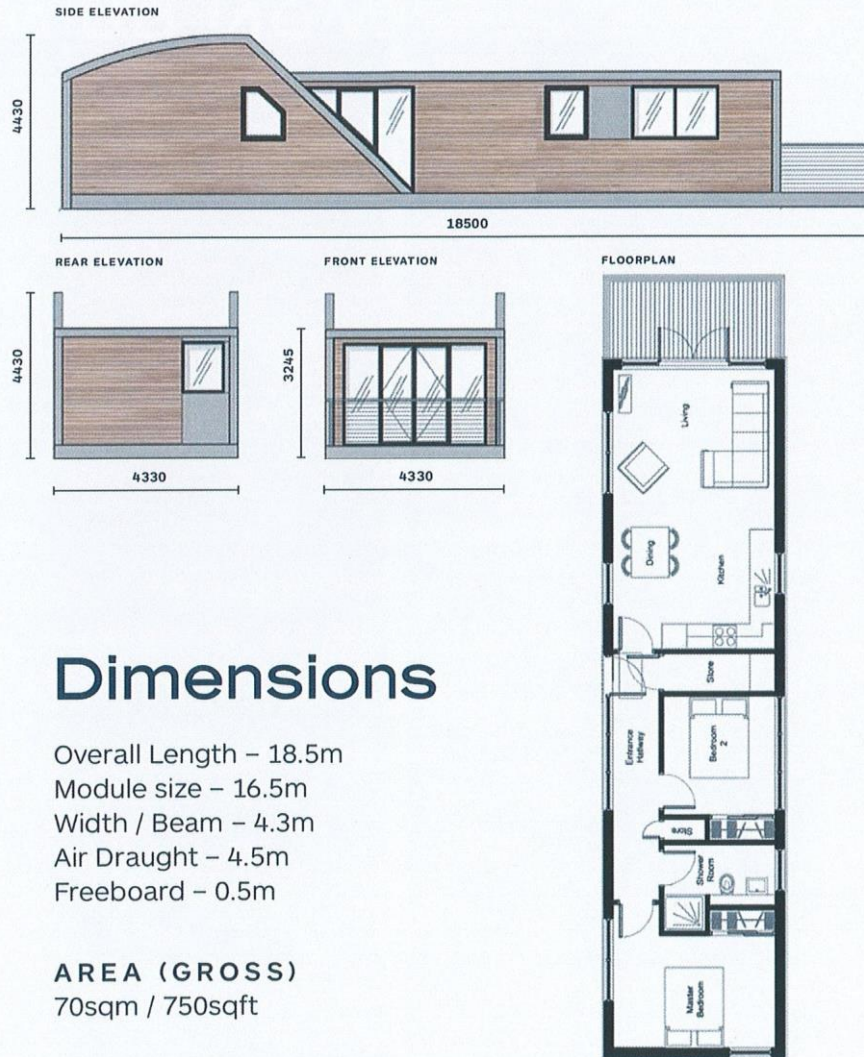 SIDE ELEVATION
4430
18500
REAR ELEVATION
4430
4330
FRONT ELEVATION
3245
4330
FLOORPLAN
Living
Dining
Kitchen
Store
Entrance
Hallway
Bedroom
2
Store
Shower
Room
Master
Bedroom
Dimensions
Overall Length – 18.5m
Module size – 16.5m
Width / Beam – 4.3m
Air Draught – 4.5m
Freeboard – 0.5m
AREA (GROSS)
70sqm / 750sqft